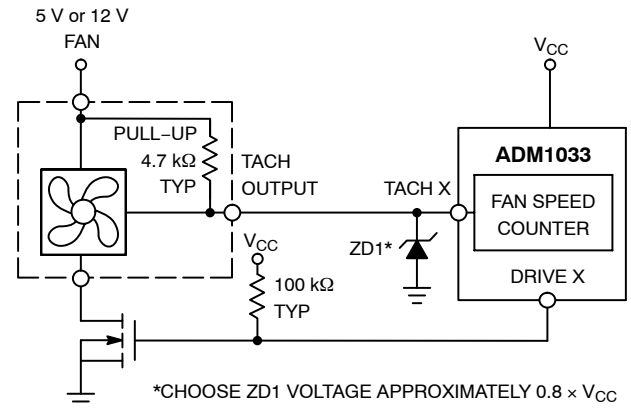 5 V or 12 V
FAN
V_CC
PULL–UP
4.7 kΩ
TYP
TACH
OUTPUT
TACH X
ADM1033
FAN SPEED
COUNTER
ZD1*
V_CC
100 kΩ
TYP
DRIVE X
*CHOOSE ZD1 VOLTAGE APPROXIMATELY 0.8 × V_CC